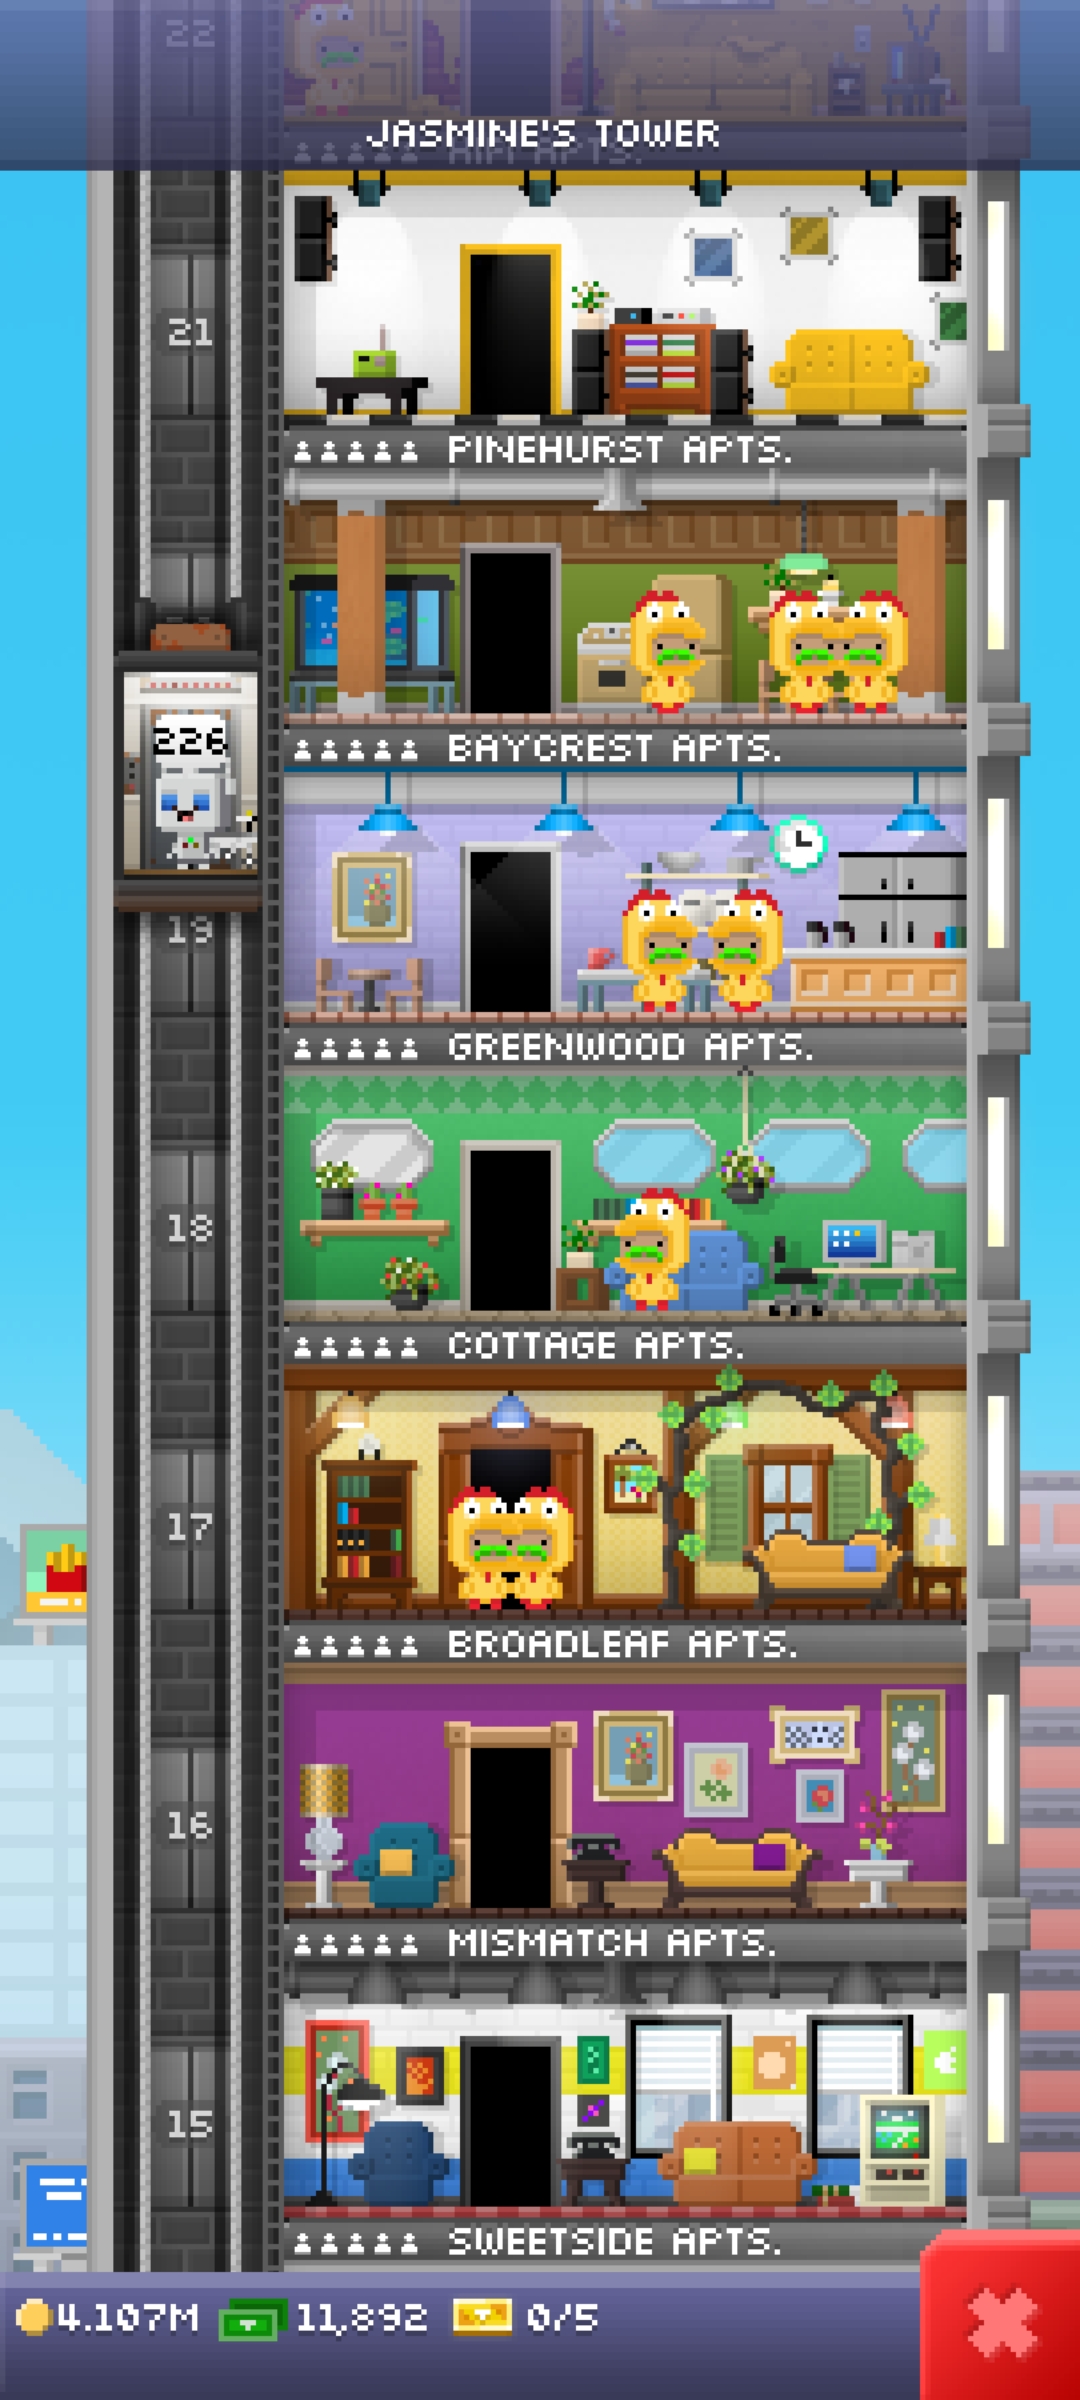 22
JASMINE'S TOWER
21
PINEHURST APTS.
BAYCREST APTS.
226
19
GREENWOOD APTS.
18
COTTAGE APTS.
17
BROADLEAF APTS.
16
MISMATCH APTS.
15
SWEETSIDE APTS.
4.107M 11,892 0/5